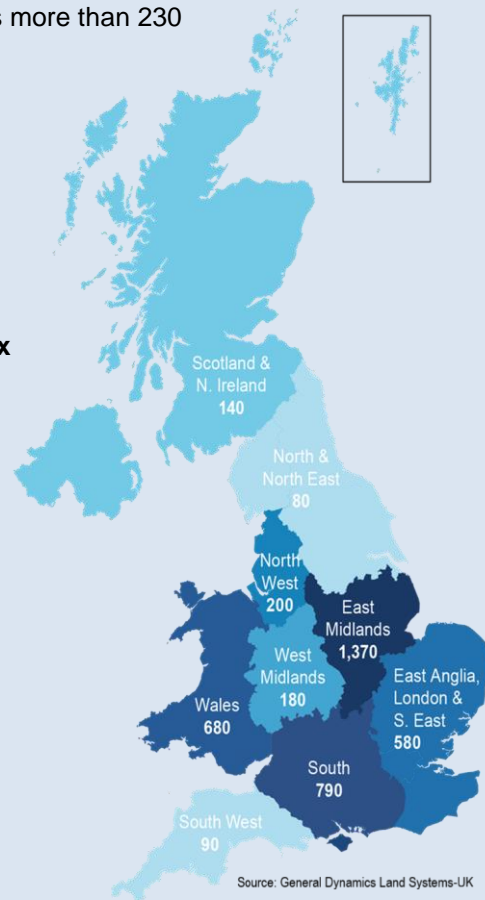 s more than 230
x
Scotland &
N. Ireland
140
North &
North East
80
North
West
200
East
Midlands
1,370
West
Midlands
180
East Anglia,
London &
S. East
580
Wales
680
South
790
South West
90
Source: General Dynamics Land Systems-UK